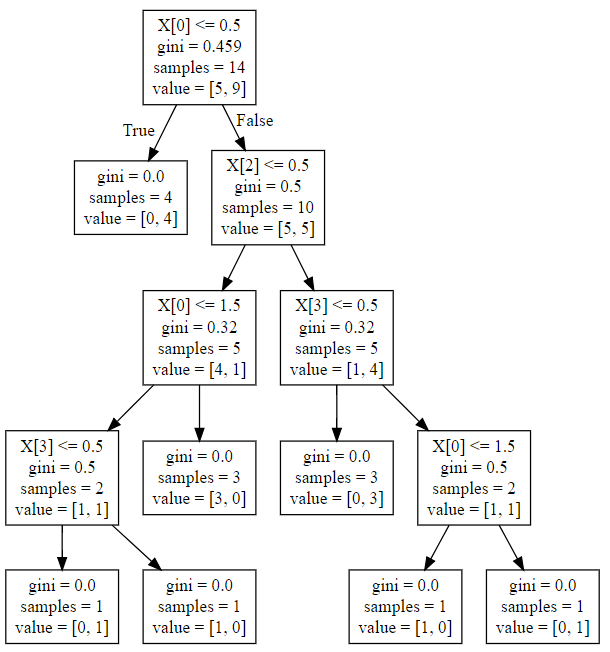 X[0] <= 0.5
gini = 0.459
samples = 14
value = [5, 9]
True
False
gini = 0.0
samples = 4
value = [0, 4]
X[2] <= 0.5
gini = 0.5
samples = 10
value = [5, 5]
X[0] <= 1.5
gini = 0.32
samples = 5
value = [4, 1]
X[3] <= 0.5
gini = 0.32
samples = 5
value = [1, 4]
X[3] <= 0.5
gini = 0.5
samples = 2
value = [1, 1]
gini = 0.0
samples = 3
value = [3, 0]
gini = 0.0
samples = 3
value = [0, 3]
X[0] <= 1.5
gini = 0.5
samples = 2
value = [1, 1]
gini = 0.0
samples = 1
value = [0, 1]
gini = 0.0
samples = 1
value = [1, 0]
gini = 0.0
samples = 1
value = [1, 0]
gini = 0.0
samples = 1
value = [0, 1]